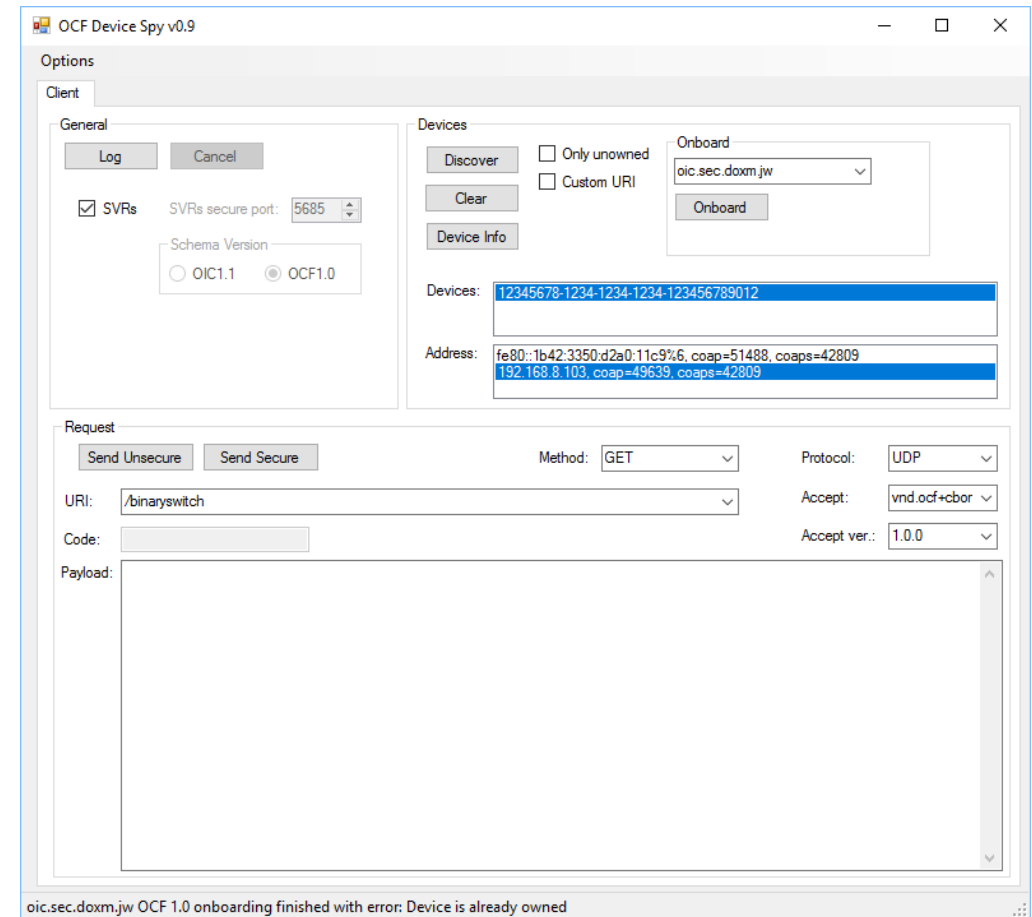 OCF Device Spy v0.9
Options
Client
General
Log
Cancel
SVRs
SVRs secure port:
5685
Schema Version
OIC1.1
OCF1.0
Devices
Discover
Only unowned
Custom URI
Clear
Device Info
Onboard
oic.sec.doxm.jw
Onboard
Devices:
12345678-1234-1234-1234-123456789012
Address:
fe80::1b42:3350:d2a0:11c9%6, coap=51488, coaps=42809
192.168.8.103, coap=49639, coaps=42809
Request
Send Unsecure
Send Secure
Method:
GET
Protocol:
UDP
URI:
/binaryswitch
Accept:
vnd.ocf+cbor
Code:
Accept ver.:
1.0.0
Payload:
oic.sec.doxm.jw OCF 1.0 onboarding finished with error: Device is already owned